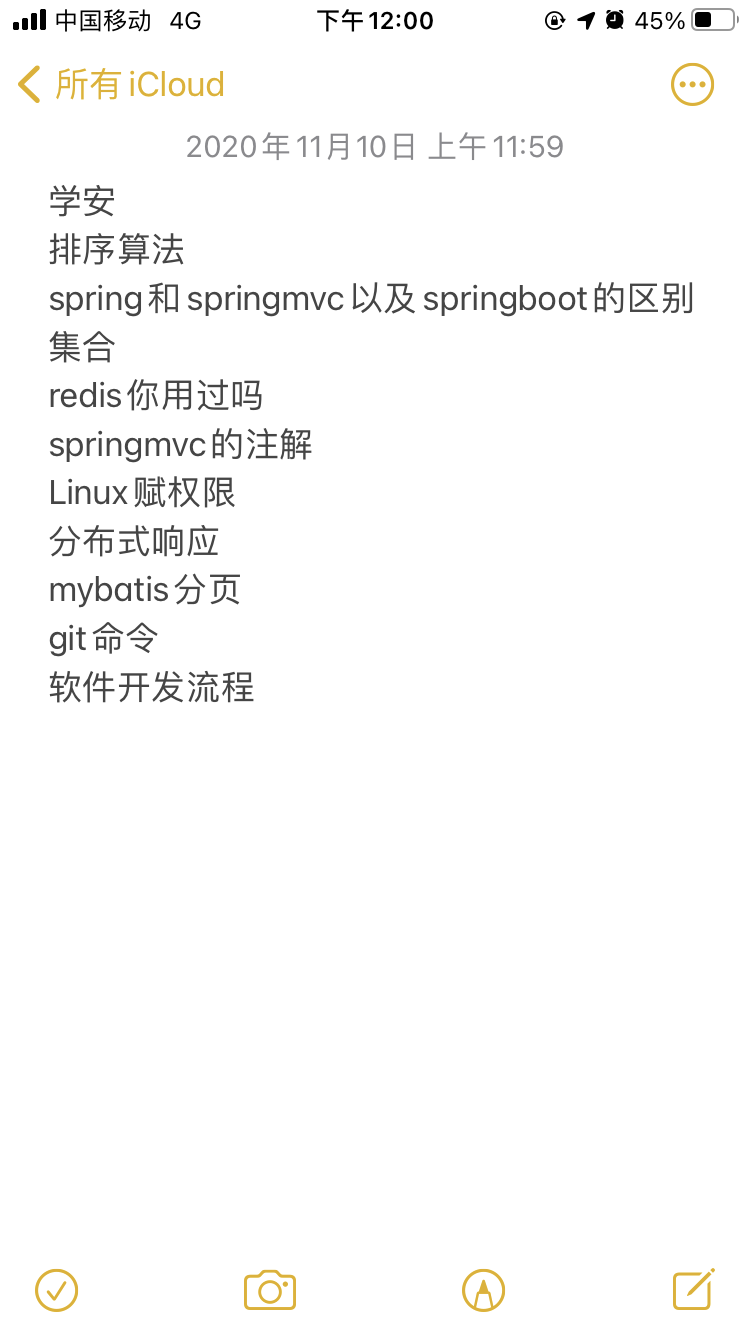 中国移动 4G 下午12:00 45%
所有iCloud
2020年11月10日 上午11:59
学安
排序算法
spring和springmvc以及springboot的区别
集合
redis你用过吗
springmvc的注解
Linux赋权限
分布式响应
mybatis分页
git命令
软件开发流程